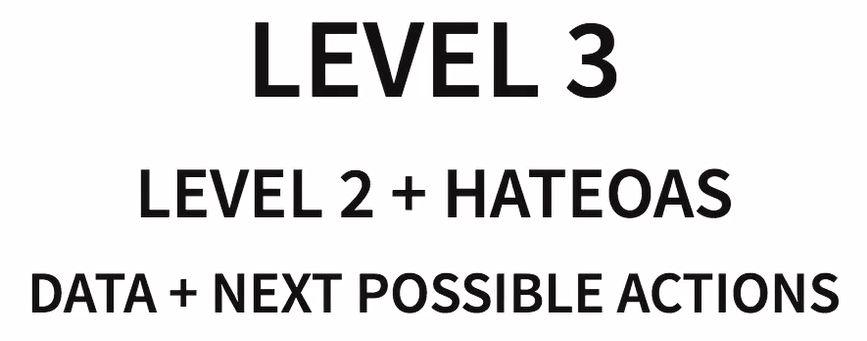 LEVEL 3
LEVEL 2 + HATEOAS
DATA + NEXT POSSIBLE ACTIONS